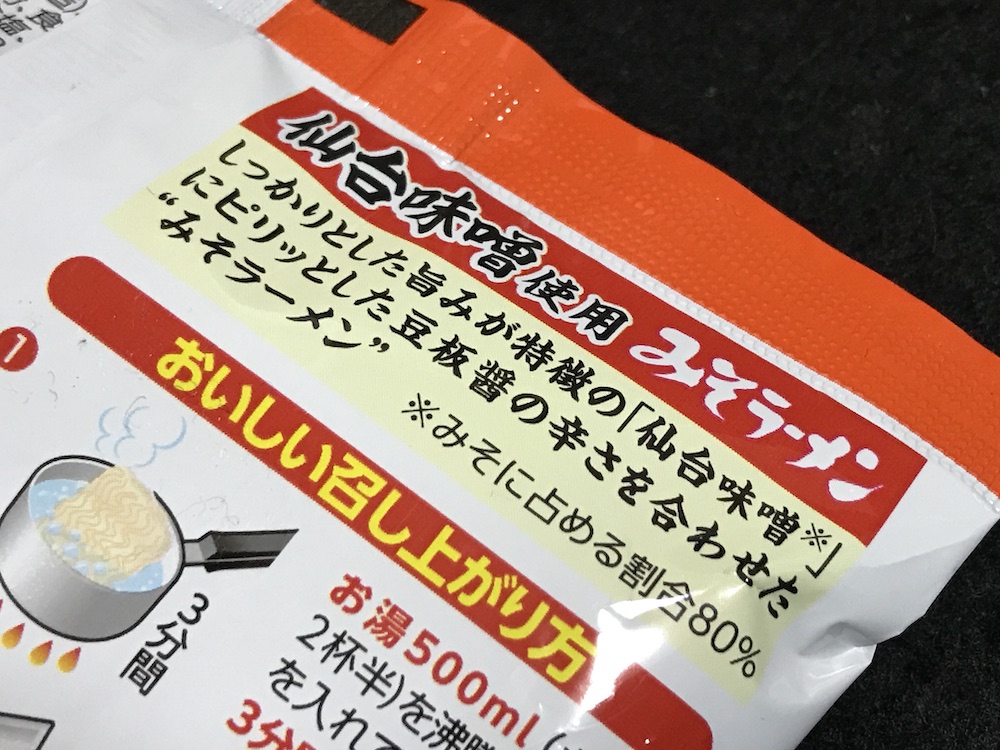 仙台味噌使用 みそラーメン
しっかりとした旨みが特徴の「仙台味噌※」
にピリッとした豆板醤の辛さを合わせた
“みそラーメン”
※みそに占める割合80%
おいしい召し上がり方
1
3分間
お湯500ml
2杯半)を沸騰
を入れて
3分間